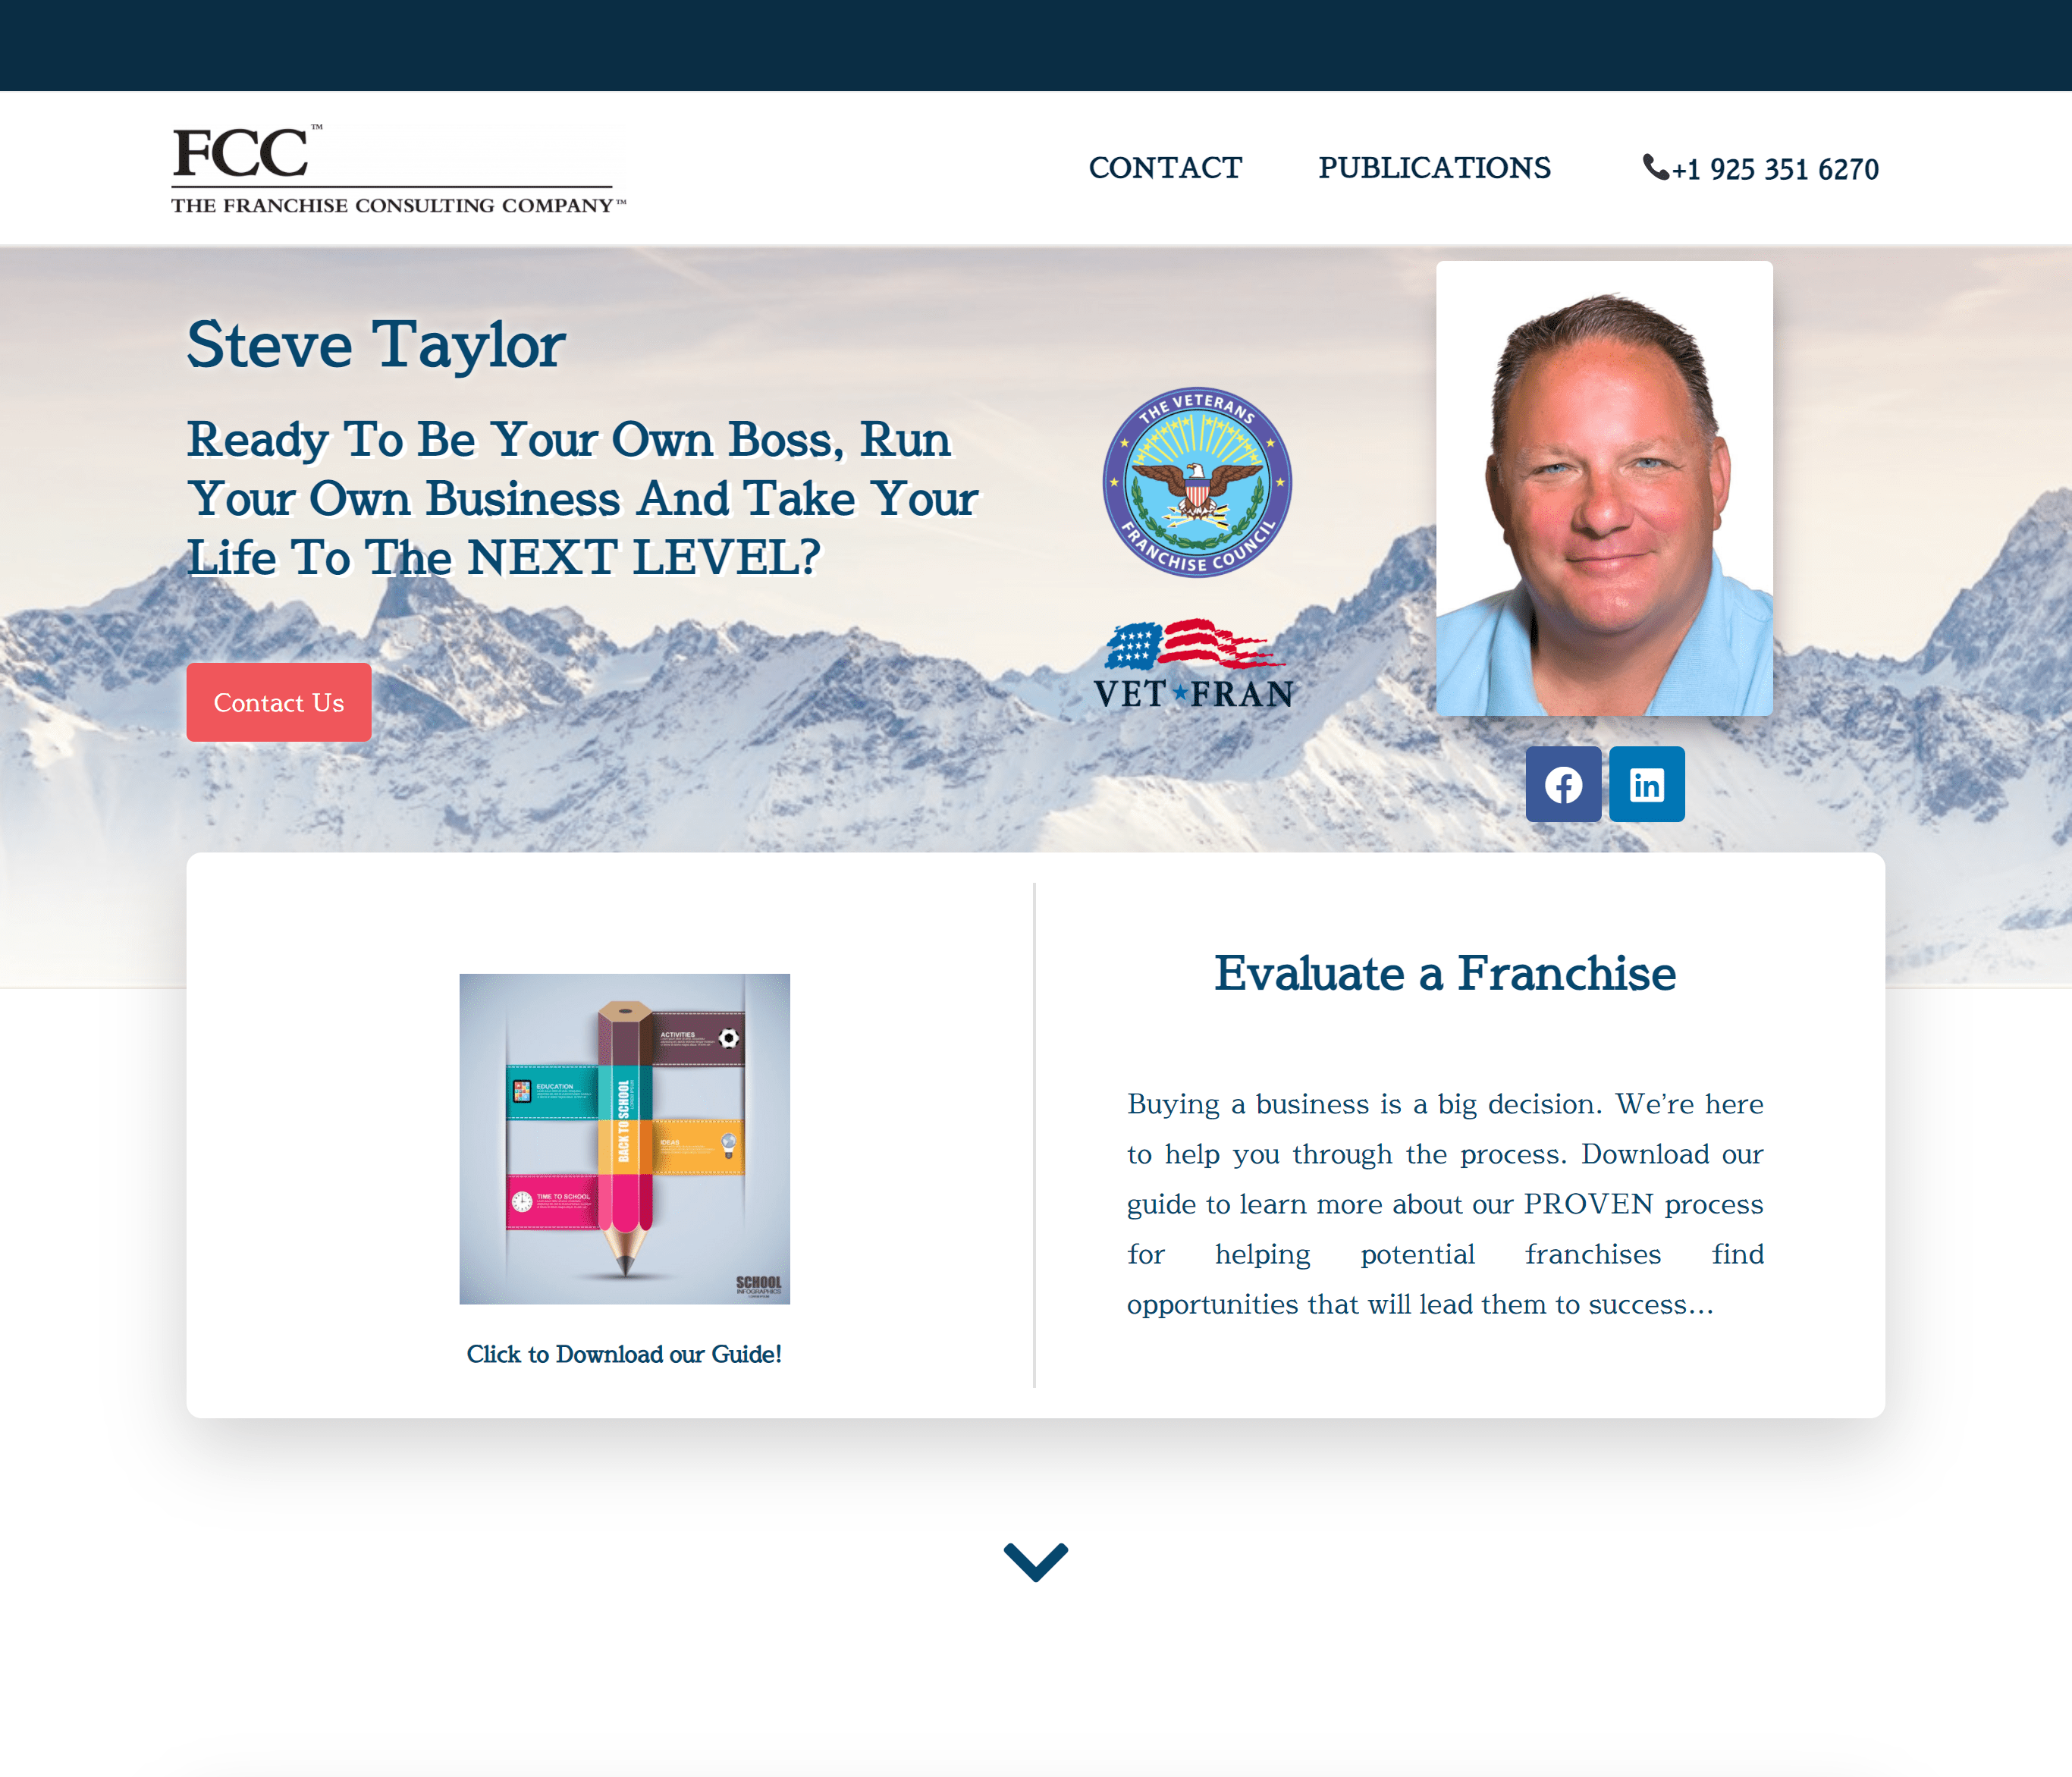 FCC™
THE FRANCHISE CONSULTING COMPANY™
CONTACT
PUBLICATIONS
+1 925 351 6270
Steve Taylor
Ready To Be Your Own Boss, Run
Your Own Business And Take Your
Life To The NEXT LEVEL?
Contact Us
THE VETERANS
FRANCHISE COUNCIL
VET FRAN
ACTIVITIES
EDUCATION
BACK TO SCHOOL
IDEAS
TIME TO SCHOOL
SCHOOL
INFOGRAPHICS
Click to Download our Guide!
Evaluate a Franchise
Buying a business is a big decision. We’re here
to help you through the process. Download our
guide to learn more about our PROVEN process
for helping potential franchises find
opportunities that will lead them to success...